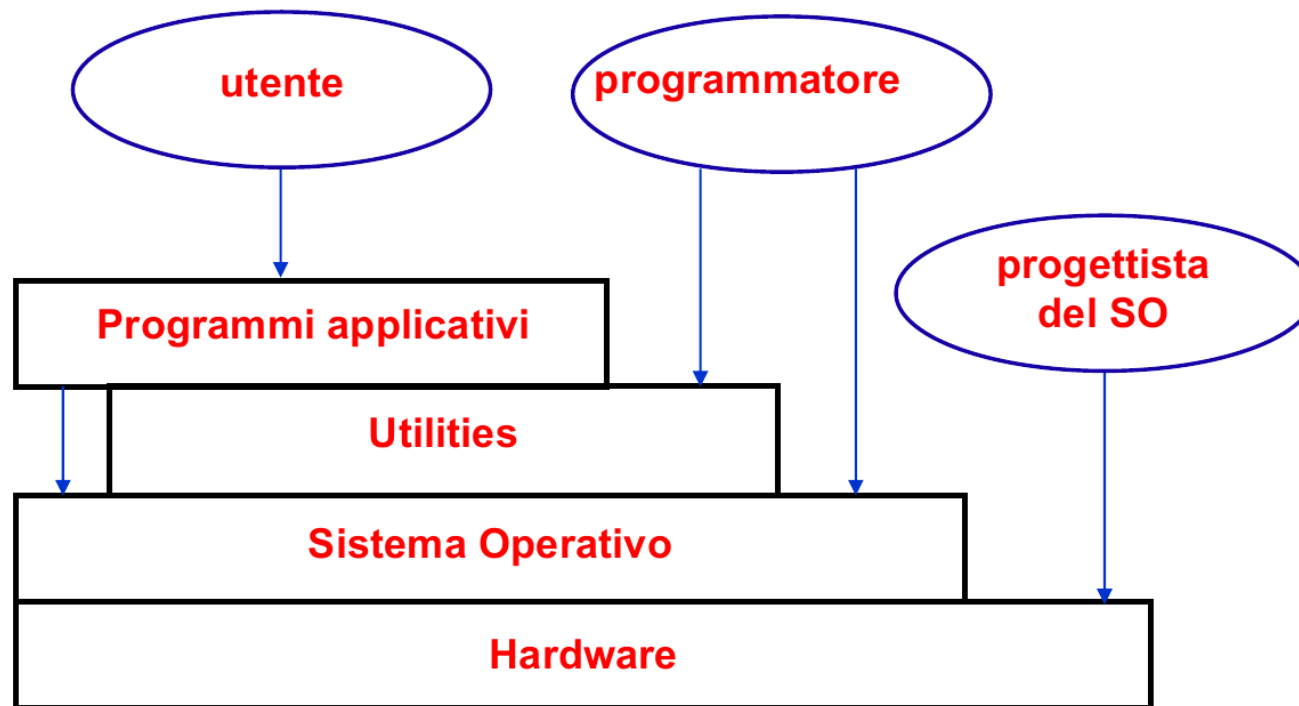 utente
programmatore
progettista
del SO
Programmi applicativi
Utilities
Sistema Operativo
Hardware